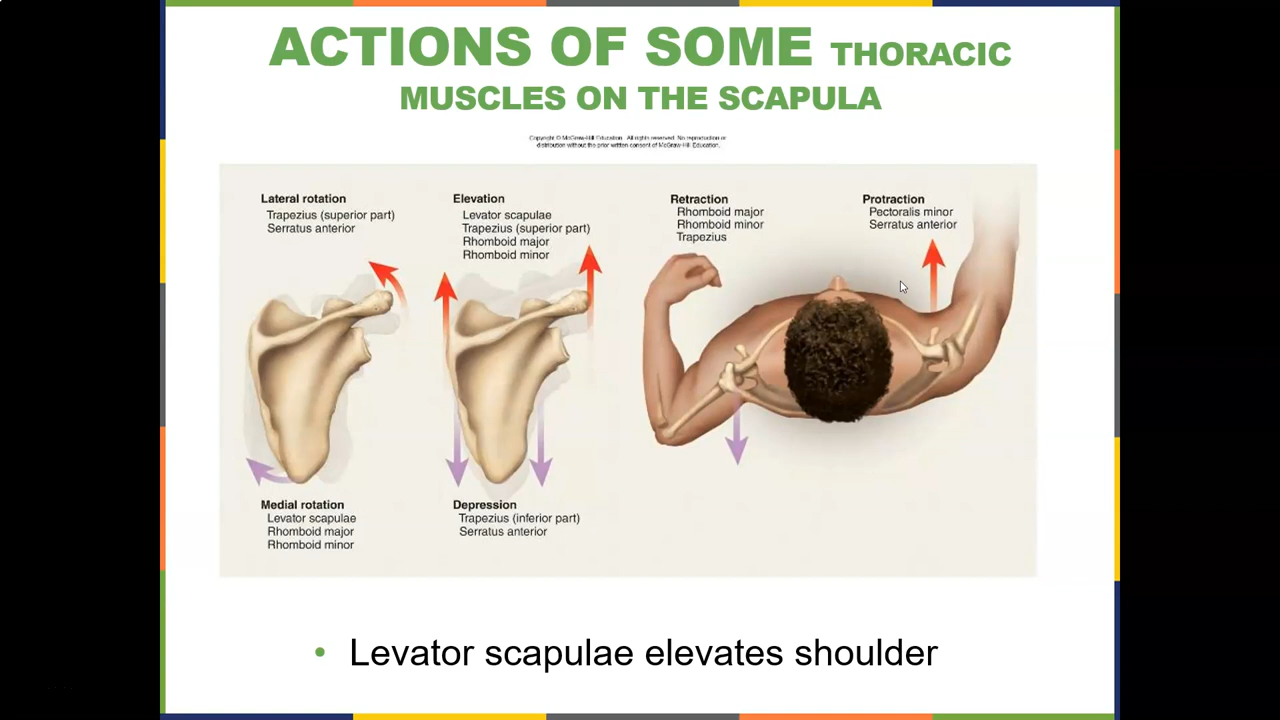 ACTIONS OF SOME THORACIC
MUSCLES ON THE SCAPULA
Copyright © McGraw-Hill Education. All rights reserved. No reproduction or
distribution without the prior written consent of McGraw-Hill Education.
Lateral rotation
Trapezius (superior part)
Serratus anterior
Elevation
Levator scapulae
Trapezius (superior part)
Rhomboid major
Rhomboid minor
Retraction
Rhomboid major
Rhomboid minor
Trapezius
Protraction
Pectoralis minor
Serratus anterior
Medial rotation
Levator scapulae
Rhomboid major
Rhomboid minor
Depression
Trapezius (inferior part)
Serratus anterior
• Levator scapulae elevates shoulder